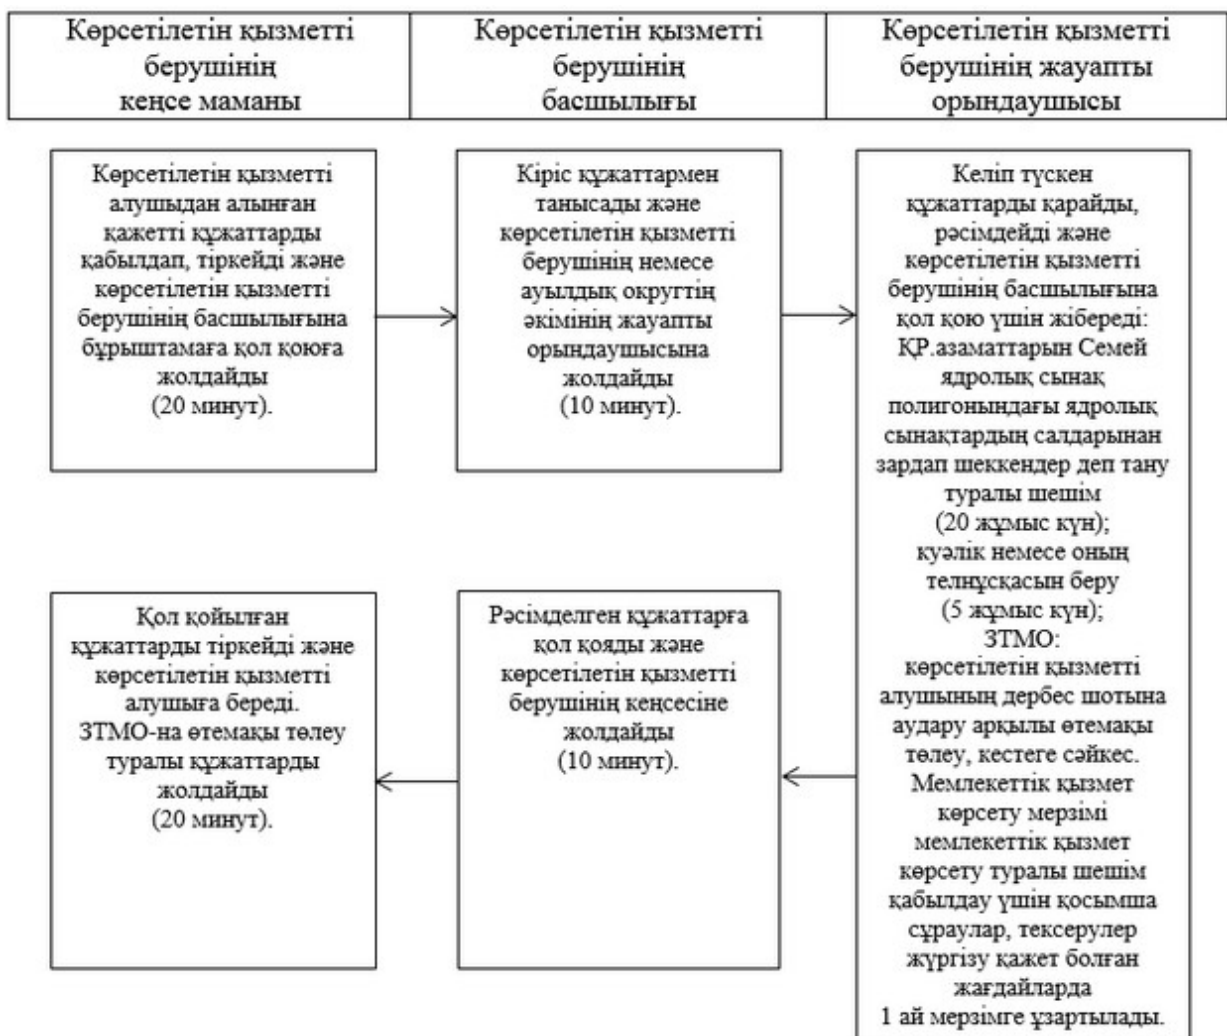 Көрсетілетін қызметті
берушінің
кеңсе маманы
Көрсетілетін қызметті
берушінің
басшылығы
Көрсетілетін қызметті
берушінің жауапты
орындаушысы
Көрсетілетін қызметті
алушыдан алынған
қажетті құжаттарды
қабылдап, тіркейді және
көрсетілетін қызметті
берушінің басшылығына
бұрыштамаға қол қоюға
жолдайды
(20 минут).
Кіріс құжаттармен
танысады және
көрсетілетін қызметті
берушінің немесе
ауылдық округтің
әкімінің жауапты
орындаушысына
жолдайды
(10 минут).
Келіп түскен
құжаттарды қарайды,
рәсімдейді және
көрсетілетін қызметті
берушінің басшылығына
қол қою үшін жібереді:
ҚР.азаматтарын Семей
ядролық сынақ
полигонындағы ядролық
сынақтардың салдарынан
зардап шеккендер деп тану
туралы шешім
(20 жұмыс күн);
куәлік немесе оның
телнұсқасын беру
(5 жұмыс күн);
ЗТМО:
көрсетілетін қызметті
алушының дербес шотына
аудару арқылы өтемақы
төлеу, кестеге сәйкес.
Мемлекеттік қызмет
көрсету мерзімі
мемлекеттік қызмет
көрсету туралы шешім
қабылдау үшін қосымша
сұраулар, тексерулер
жүргізу қажет болған
жағдайларда
1 ай мерзімге ұзартылады.
Рәсімделген құжаттарға
қол қояды және
көрсетілетін қызметті
берушінің кеңсесіне
жолдайды
(10 минут).
Қол қойылған
құжаттарды тіркейді және
көрсетілетін қызметті
алушыға береді.
ЗТМО-на өтемақы төлеу
туралы құжаттарды
жолдайды
(20 минут).